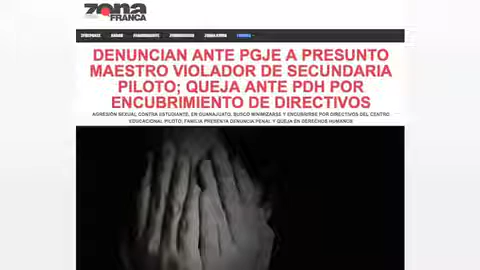 zona
FRANCA
DENUNCIAN ANTE PGJE A PRESUNTO
MAESTRO VIOLADOR DE SECUNDARIA
PILOTO; QUEJA ANTE PDH POR
ENCUBRIMIENTO DE DIRECTIVOS
AGRESIÓN SEXUAL CONTRA ESTUDIANTE, EN GUANAJUATO, BUSCÓ MINIMIZARSE Y ENCUBRIRSE POR DIRECTIVOS DEL CENTRO
EDUCACIONAL PILOTO; FAMILIA PRESENTA DENUNCIA PENAL Y QUEJA EN DERECHOS HUMANOS